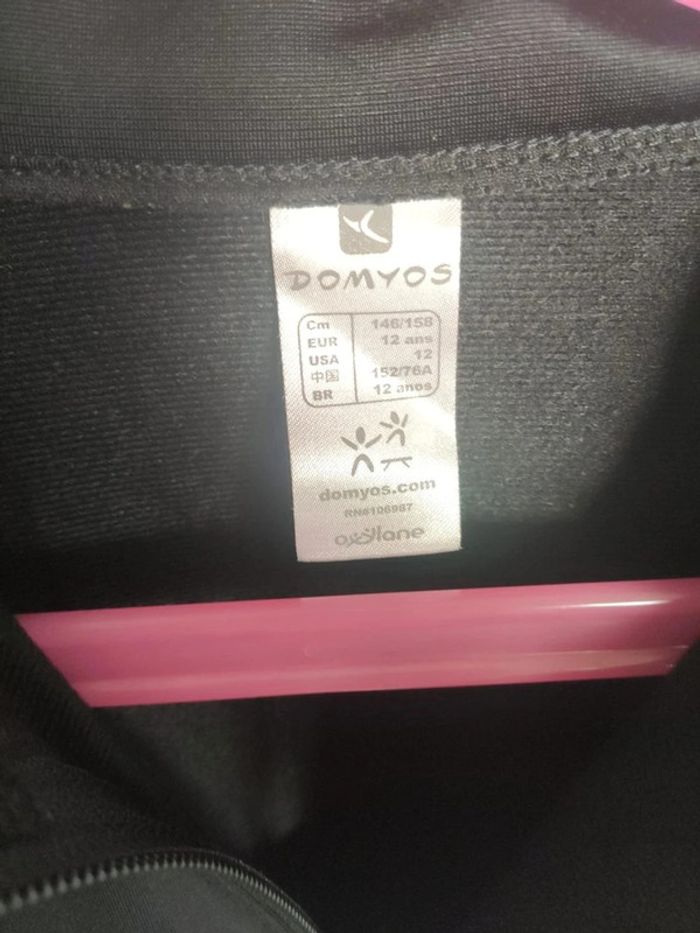 DOMYOS
Cm 146/158
EUR 12 ans
USA 12
中国 152/76A
BR 12 anos
domyos.com
RN#106987
oxylane